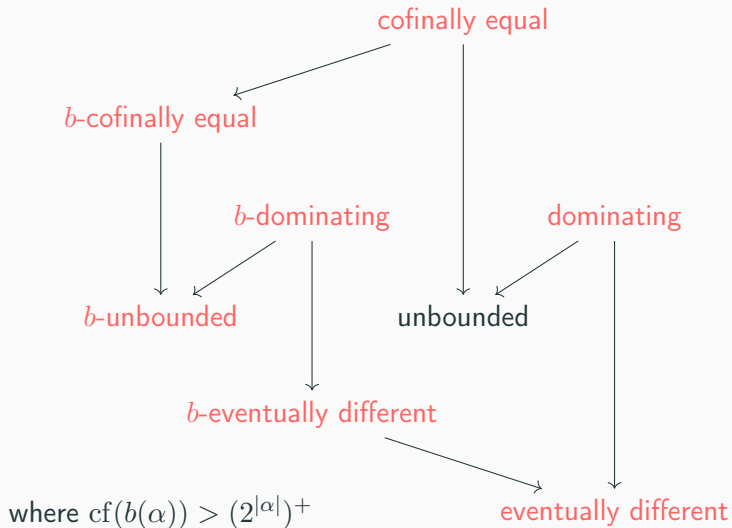 cofinally equal
b-cofinally equal
b-dominating dominating
b-unbounded unbounded
b-eventually different
where cf(b(α)) > (2^{|α|})^+ eventually different